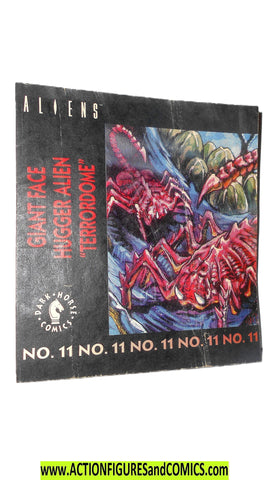 ALIENS™
GIANT FACE
HUGGER ALIEN
"TERRORDOME"
DARK HORSE
COMICS
NO. 11 NO. 11 NO. 11 NO. 11 NO. 11
www.ACTIONFIGURESandCOMICS.com